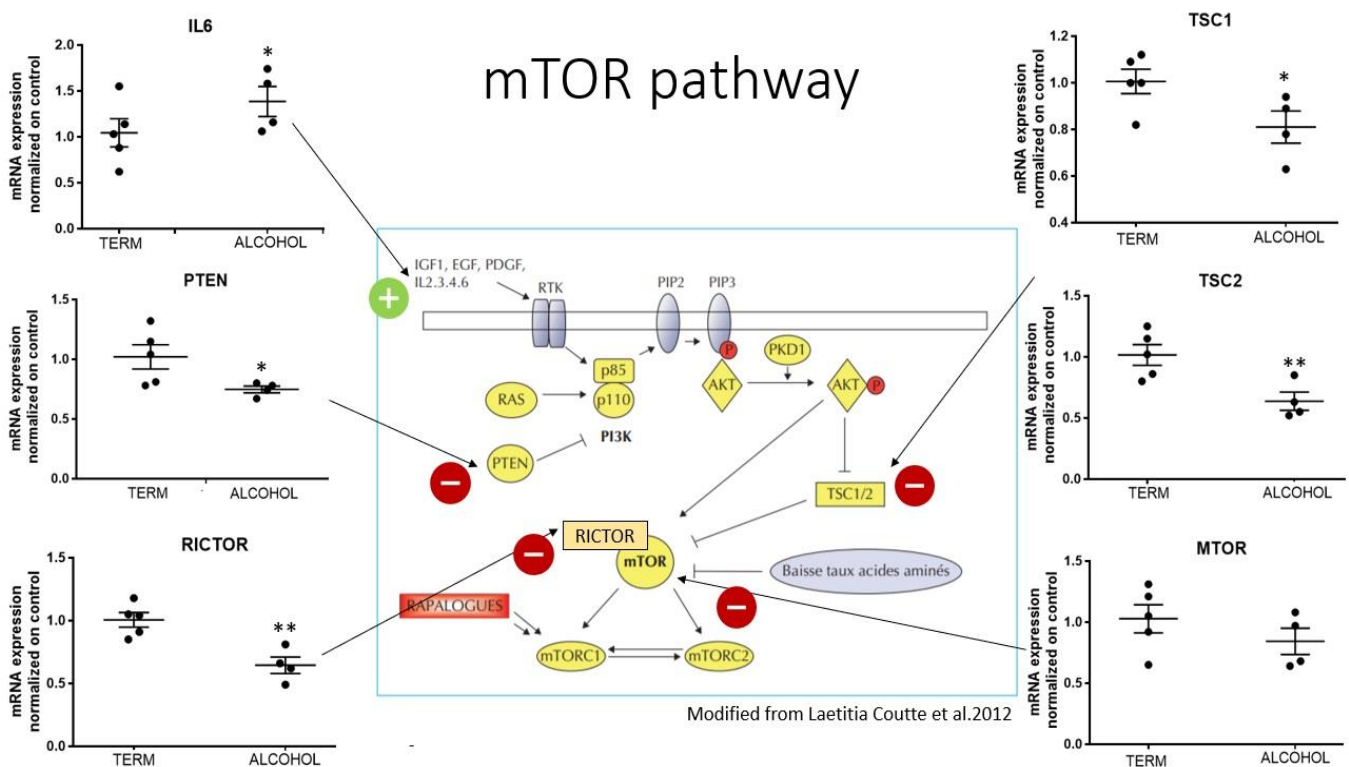 mTOR pathway
IL6
mRNA expression
normalized on control
2.0
1.5
1.0
0.5
0.0
*
TERM
ALCOHOL
PTEN
mRNA expression
normalized on control
1.5
1.0
0.5
0.0
*
TERM
ALCOHOL
RICTOR
mRNA expression
normalized on control
1.5
1.0
0.5
0.0
**
TERM
ALCOHOL
IGF1, EGF, PDGF,
IL2.3.4.6
RTK
PIP2
PIP3
P
PKD1
p85
p110
PI3K
RAS
AKT
AKT
P
PTEN
TSC1/2
RICTOR
mTOR
Baisse taux acides aminés
RAPALOGUES
mTORC1
mTORC2
+
−
−
−
−
Modified from Laetitia Coutte et al.2012
TSC1
mRNA expression
normalized on control
1.2
1.0
0.8
0.6
0.4
*
TERM
ALCOHOL
TSC2
mRNA expression
normalized on control
1.5
1.0
0.5
0.0
**
TERM
ALCOHOL
MTOR
mRNA expression
normalized on control
1.5
1.0
0.5
0.0
TERM
ALCOHOL